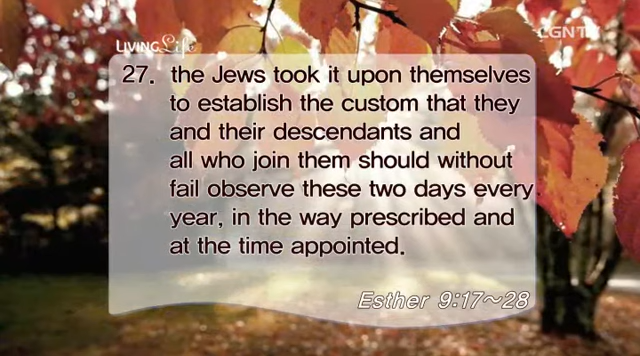 LIVING Life
CGNTV
27. the Jews took it upon themselves
to establish the custom that they
and their descendants and
all who join them should without
fail observe these two days every
year, in the way prescribed and
at the time appointed.
Esther 9:17~28